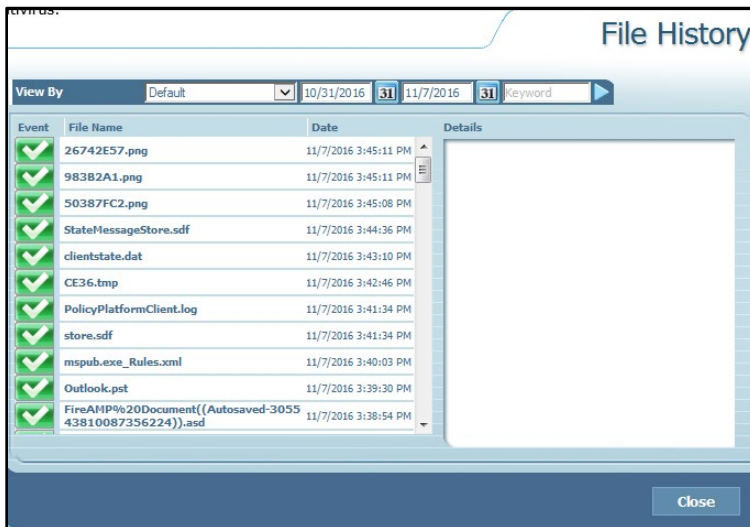 File History
View By Default 10/31/2016 31 11/7/2016 31 Keyword
Event File Name Date Details
26742E57.png 11/7/2016 3:45:11 PM
983B2A1.png 11/7/2016 3:45:11 PM
50387FC2.png 11/7/2016 3:45:08 PM
StateMessageStore.sdf 11/7/2016 3:44:36 PM
clientstate.dat 11/7/2016 3:43:10 PM
CE36.tmp 11/7/2016 3:42:46 PM
PolicyPlatformClient.log 11/7/2016 3:41:34 PM
store.sdf 11/7/2016 3:41:34 PM
mspub.exe_Rules.xml 11/7/2016 3:40:03 PM
Outlook.pst 11/7/2016 3:39:30 PM
FireAMP%20Document((Autosaved-3055 11/7/2016 3:38:54 PM
43810087356224)).asd
Close